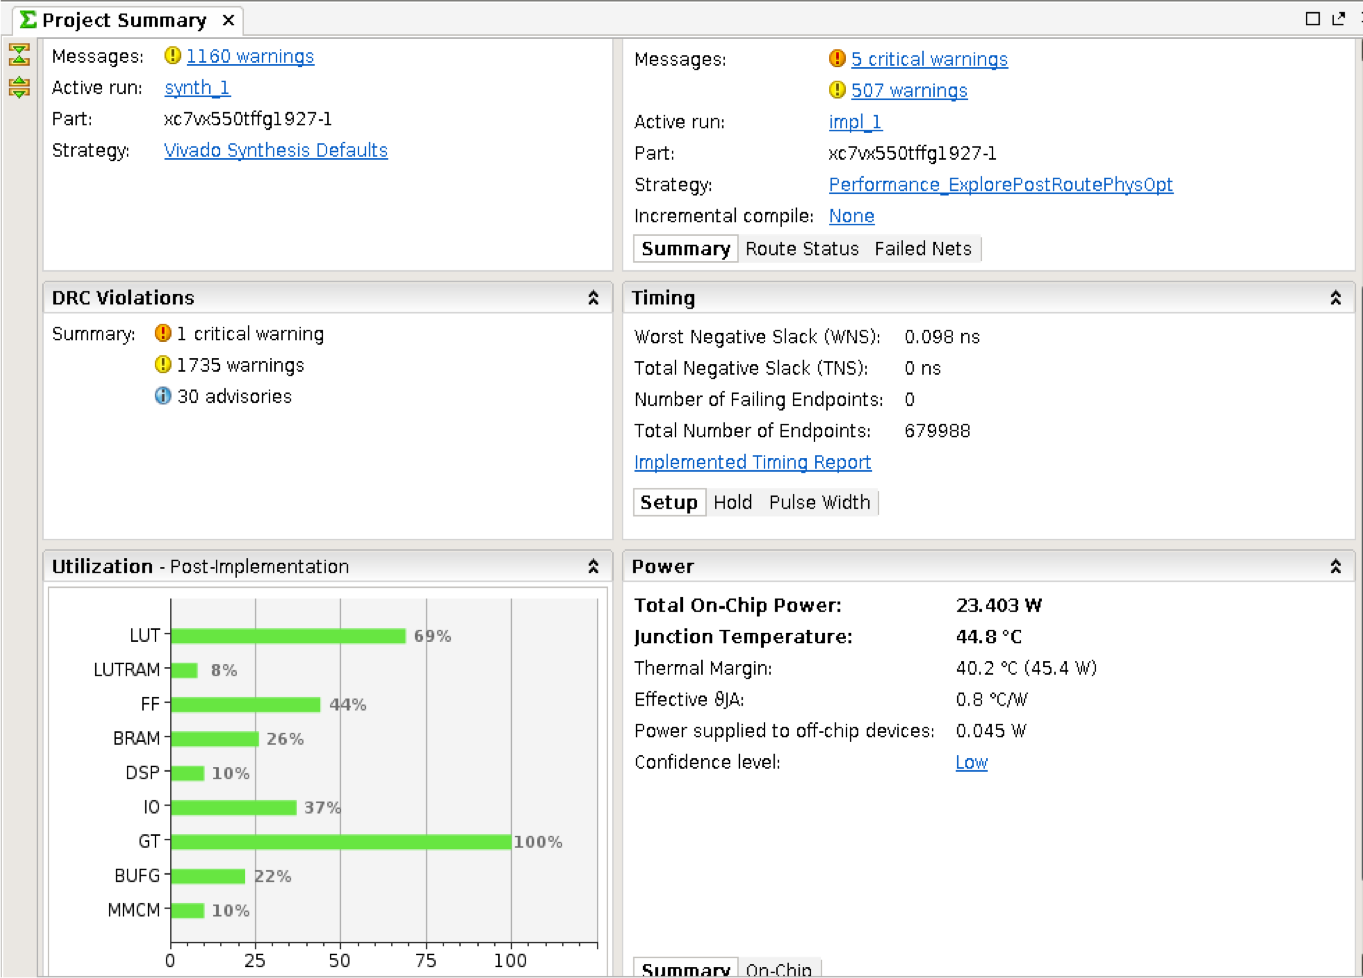 Project Summary
Messages: 1160 warnings
Active run: synth_1
Part: xc7vx550tffg1927-1
Strategy: Vivado Synthesis Defaults
Messages: 5 critical warnings
507 warnings
Active run: impl_1
Part: xc7vx550tffg1927-1
Strategy: Performance_ExplorePostRoutePhysOpt
Incremental compile: None
Summary Route Status Failed Nets
DRC Violations
Summary: 1 critical warning
1735 warnings
30 advisories
Timing
Worst Negative Slack (WNS): 0.098 ns
Total Negative Slack (TNS): 0 ns
Number of Failing Endpoints: 0
Total Number of Endpoints: 679988
Implemented Timing Report
Setup Hold Pulse Width
Utilization - Post-Implementation
LUT 69%
LUTRAM 8%
FF 44%
BRAM 26%
DSP 10%
IO 37%
GT 100%
BUFG 22%
MMCM 10%
0 25 50 75 100
Power
Total On-Chip Power: 23.403 W
Junction Temperature: 44.8 °C
Thermal Margin: 40.2 °C (45.4 W)
Effective ϑJA: 0.8 °C/W
Power supplied to off-chip devices: 0.045 W
Confidence level: Low
Summary On-Chip